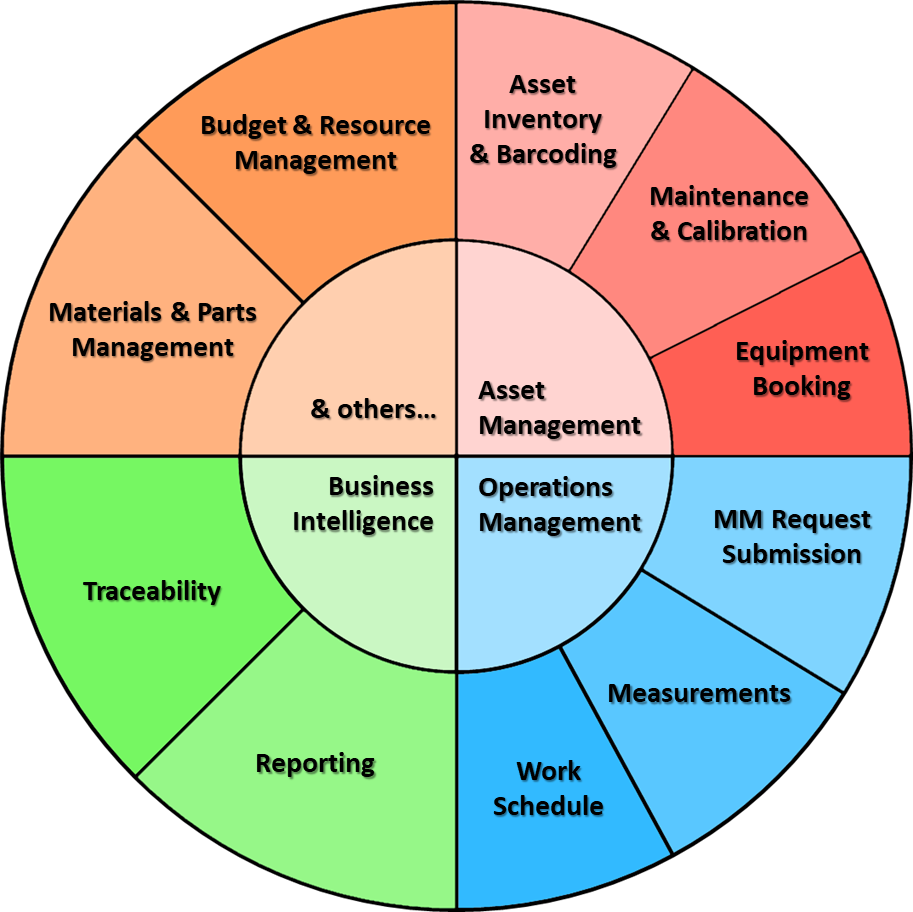 Asset
Inventory
& Barcoding
Budget & Resource
Management
Maintenance
& Calibration
Materials & Parts
Management
Equipment
Booking
& others...
Asset
Management
Business
Intelligence
Operations
Management
MM Request
Submission
Traceability
Measurements
Reporting
Work
Schedule